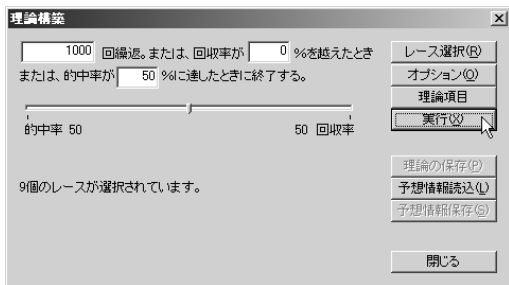 理論構築
1000 回繰返。または、回収率が 0 %を越えたとき
または、的中率が 50 %に達したときに終了する。
的中率 50 50 回収率
9個のレースが選択されています。
レース選択(R)
オプション(O)
理論項目
実行(X)
理論の保存(P)
予想情報読込(L)
予想情報保存(S)
閉じる